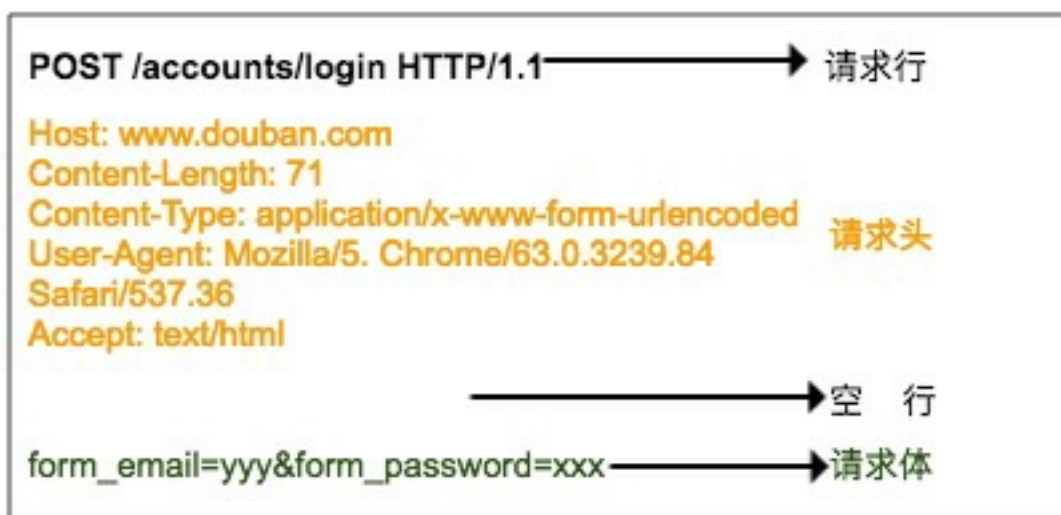 POST /accounts/login HTTP/1.1 请求行
Host: www.douban.com
Content-Length: 71
Content-Type: application/x-www-form-urlencoded
User-Agent: Mozilla/5. Chrome/63.0.3239.84
Safari/537.36
Accept: text/html
请求头
空 行
form_email=yyy&form_password=xxx 请求体